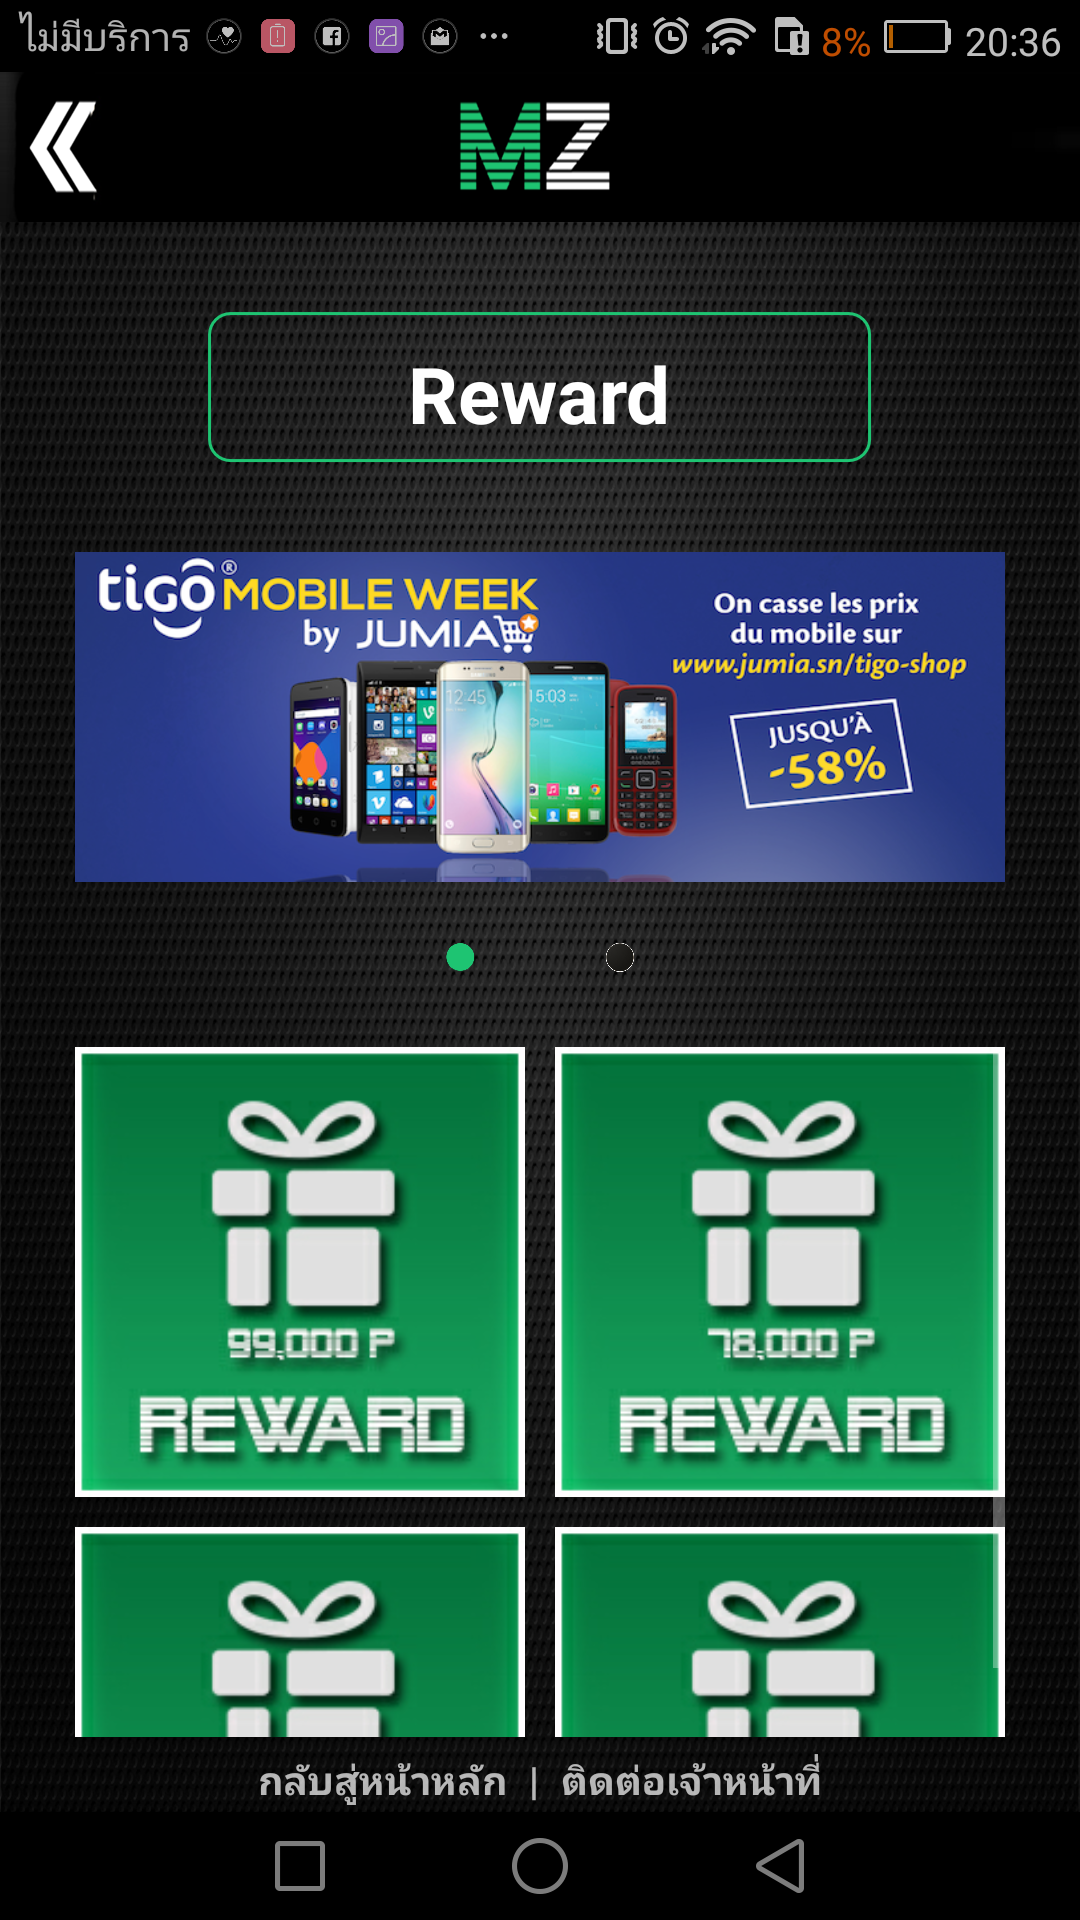 ไม่มีบริการ 8% 20:36
MZ
Reward
tigo® MOBILE WEEK
by JUMIA
On casse les prix
du mobile sur
www.jumia.sn/tigo-shop
JUSQU'À
-58%
12:45
15:03
99,000 P
REWARD
78,000 P
REWARD
กลับสู่หน้าหลัก | ติดต่อเจ้าหน้าที่